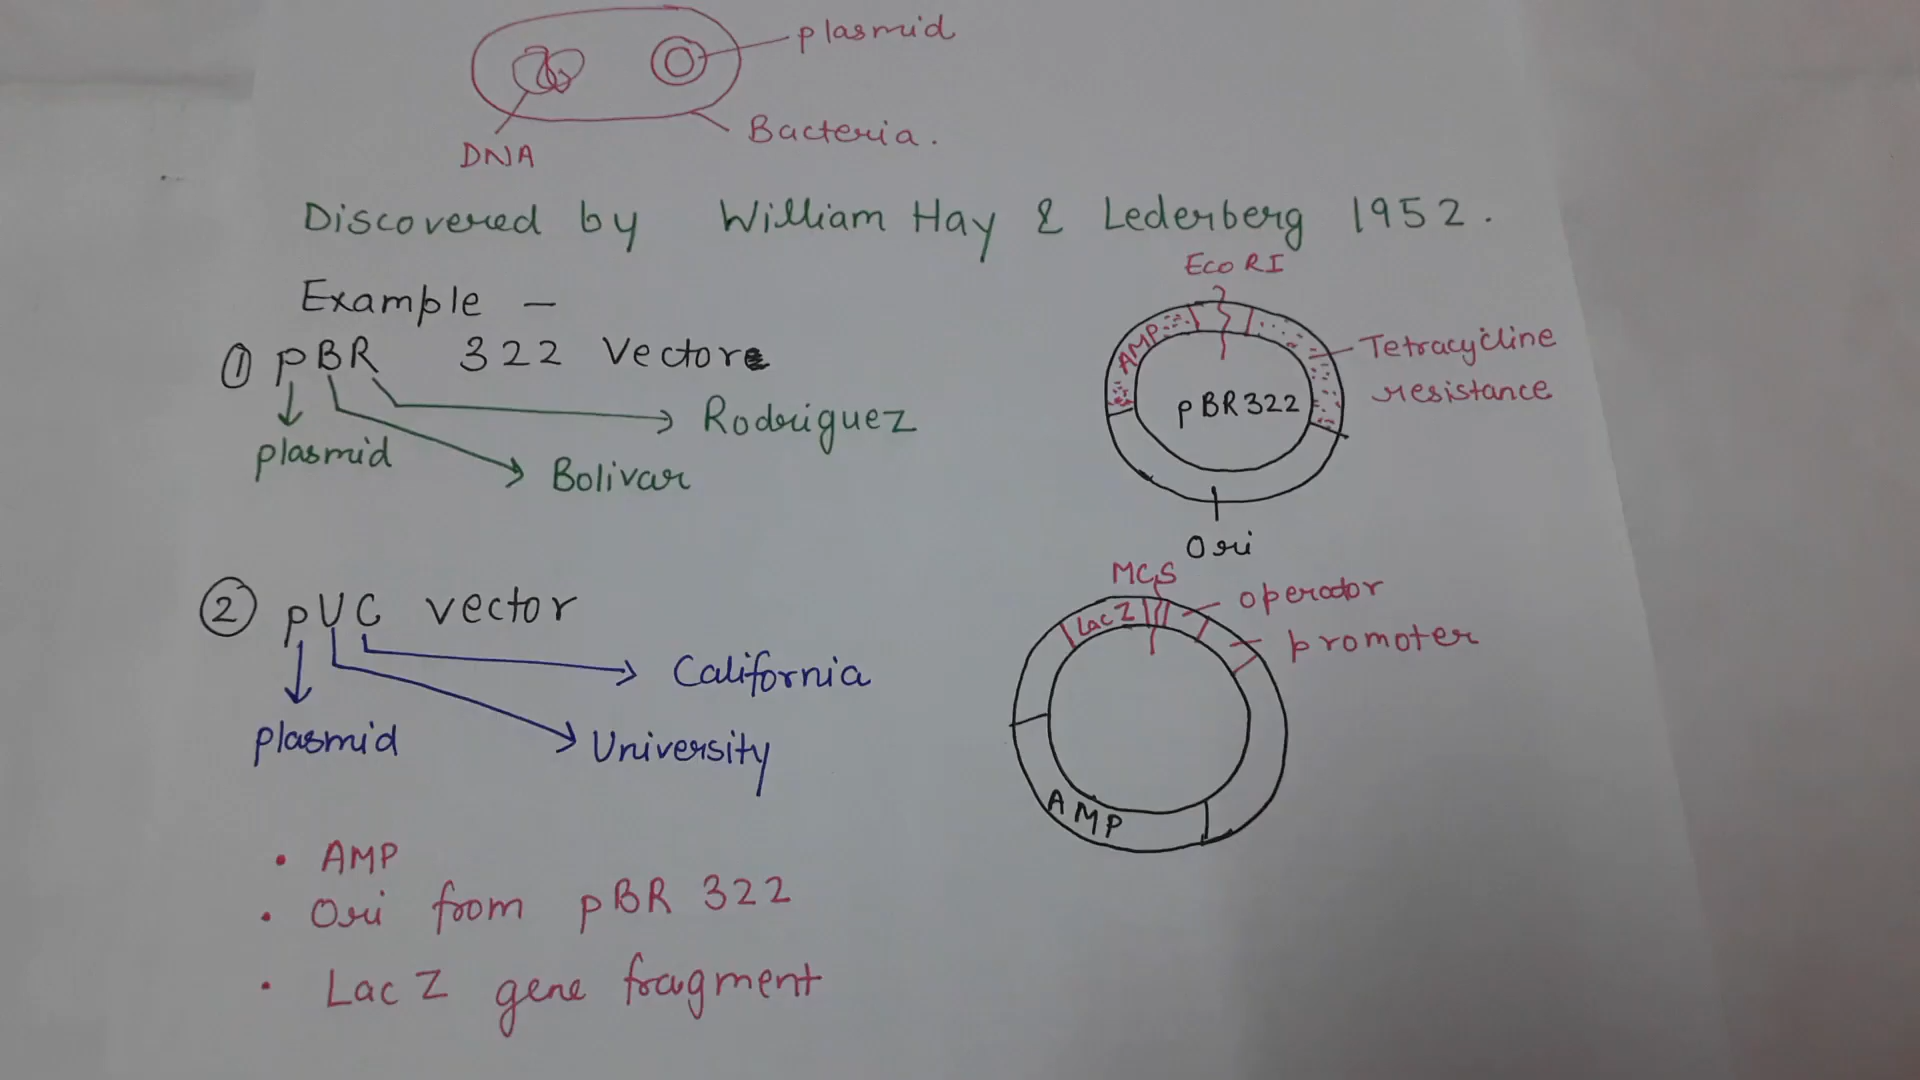 plasmid
Bacteria.
DNA
Discovered by William Hay & Lederberg 1952.
Example –
① pBR 322 Vector
plasmid
Bolivar
Rodriguez
Eco RI
AMP
Tetracycline
resistance
pBR322
Ori
② pUC vector
plasmid
University
California
MCS
Lac Z
operator
promoter
AMP
• AMP
• Ori from pBR 322
• Lac Z gene fragment